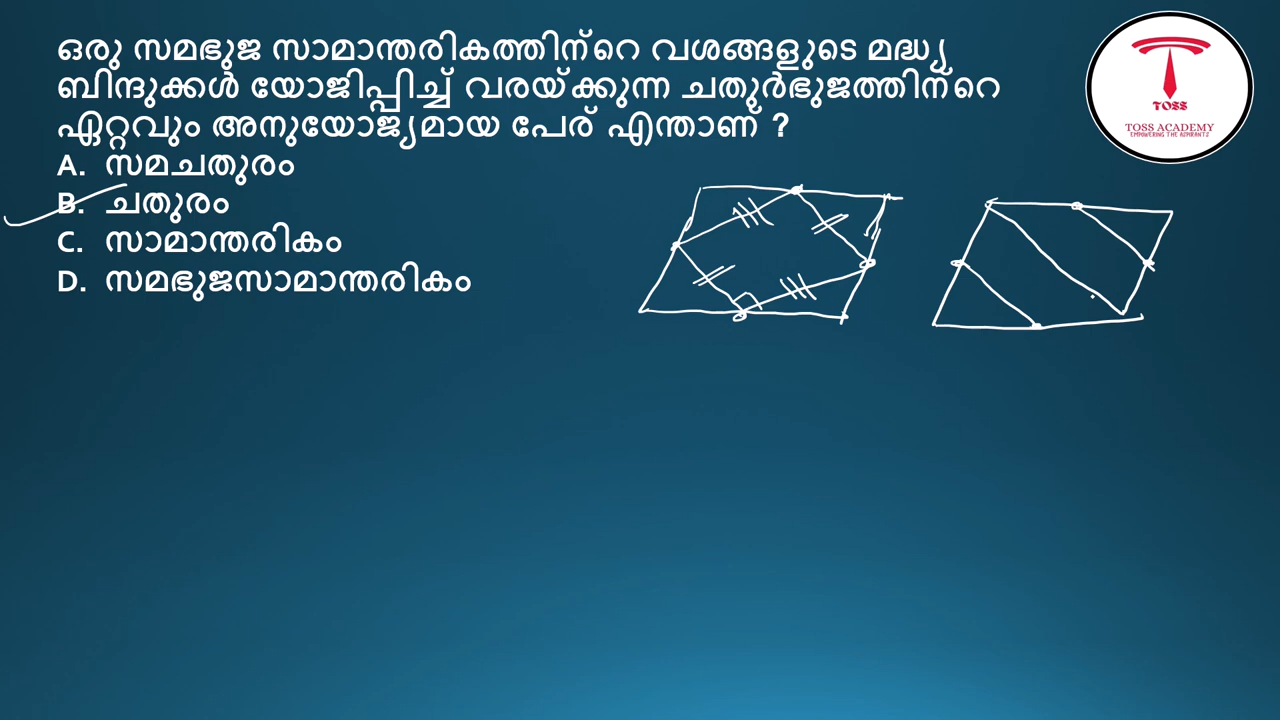 ഒരു സമഭുജ സാമാന്തരികത്തിന്റെ വശങ്ങളുടെ മദ്ധ്യ
ബിന്ദുക്കൾ യോജിപ്പിച്ച് വരയ്ക്കുന്ന ചതുർഭുജത്തിന്റെ
ഏറ്റവും അനുയോജ്യമായ പേര് എന്താണ് ?
A. സമചതുരം
B. ചതുരം
C. സാമാന്തരികം
D. സമഭുജസാമാന്തരികം
TOSS
TOSS ACADEMY
EMPOWERING THE ASPIRANTS